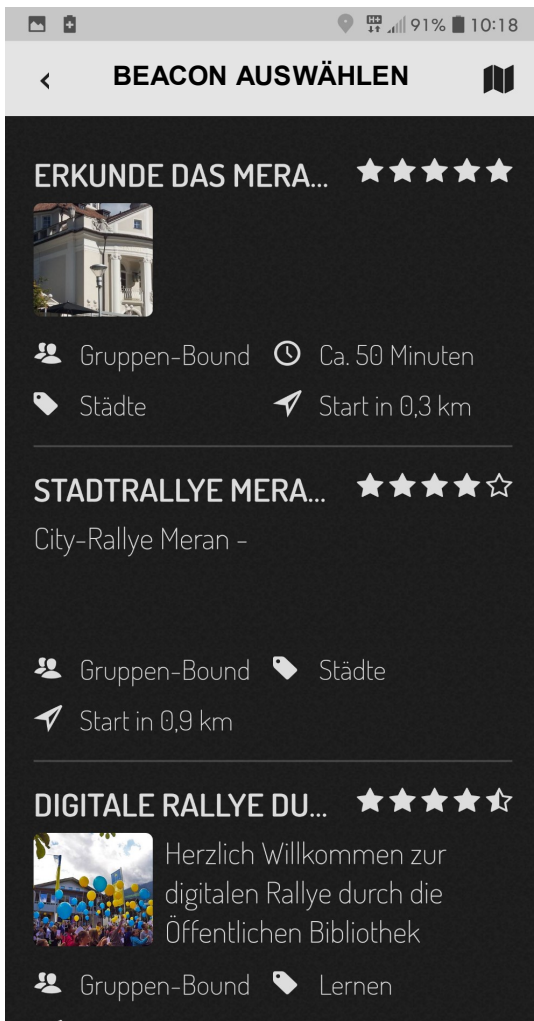 H+ 91% 10:18
BEACON AUSWÄHLEN
ERKUNDE DAS MERA...
Gruppen-Bound Ca. 50 Minuten
Städte Start in 0,3 km
STADTRALLYE MERA...
City-Rallye Meran -
Gruppen-Bound Städte
Start in 0,9 km
DIGITALE RALLYE DU...
Herzlich Willkommen zur
digitalen Rallye durch die
Öffentlichen Bibliothek
Gruppen-Bound Lernen